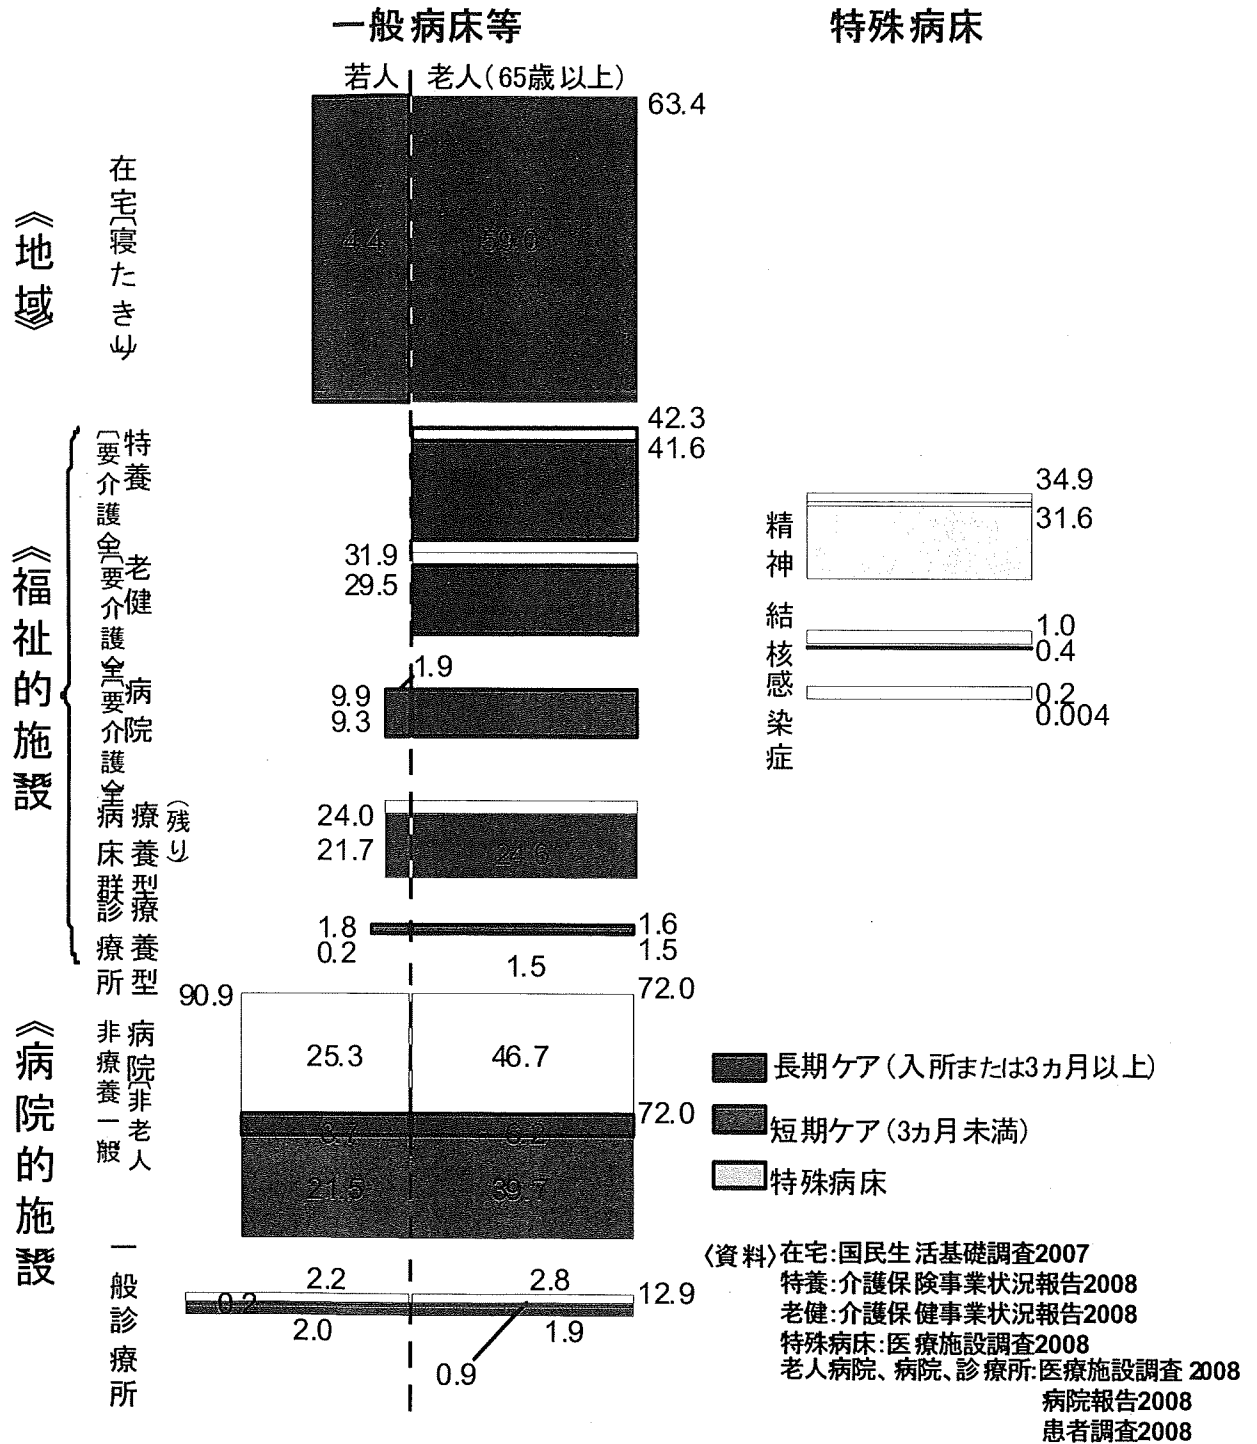 一般病床等
特殊病床
若人
老人(65歳以上)
63.4
《地域》
在宅(寝たきり)
4.4
59.0
《福祉的施設》
特養
(要介護全)
42.3
41.6
老健
(要介護全)
31.9
29.5
病院
(要介護全)
1.9
9.9
9.3
療養型
病床群
(残り)
24.0
21.7
療養型
診療所
1.8
0.2
1.6
1.5
1.5
《病院的施設》
病院(非老人
非療養一般
90.9
72.0
25.3
46.7
72.0
8.2
21.5
39.7
一般診療所
2.2
2.8
12.9
0.2
2.0
1.9
0.9
精神
34.9
31.6
結核
1.0
0.4
感染症
0.2
0.004
長期ケア(入所または3ヵ月以上)
短期ケア(3ヵ月未満)
特殊病床
〈資料〉在宅:国民生活基礎調査2007
特養:介護保険事業状況報告2008
老健:介護保健事業状況報告2008
特殊病床:医療施設調査2008
老人病院、病院、診療所:医療施設調査2008
病院報告2008
患者調査2008